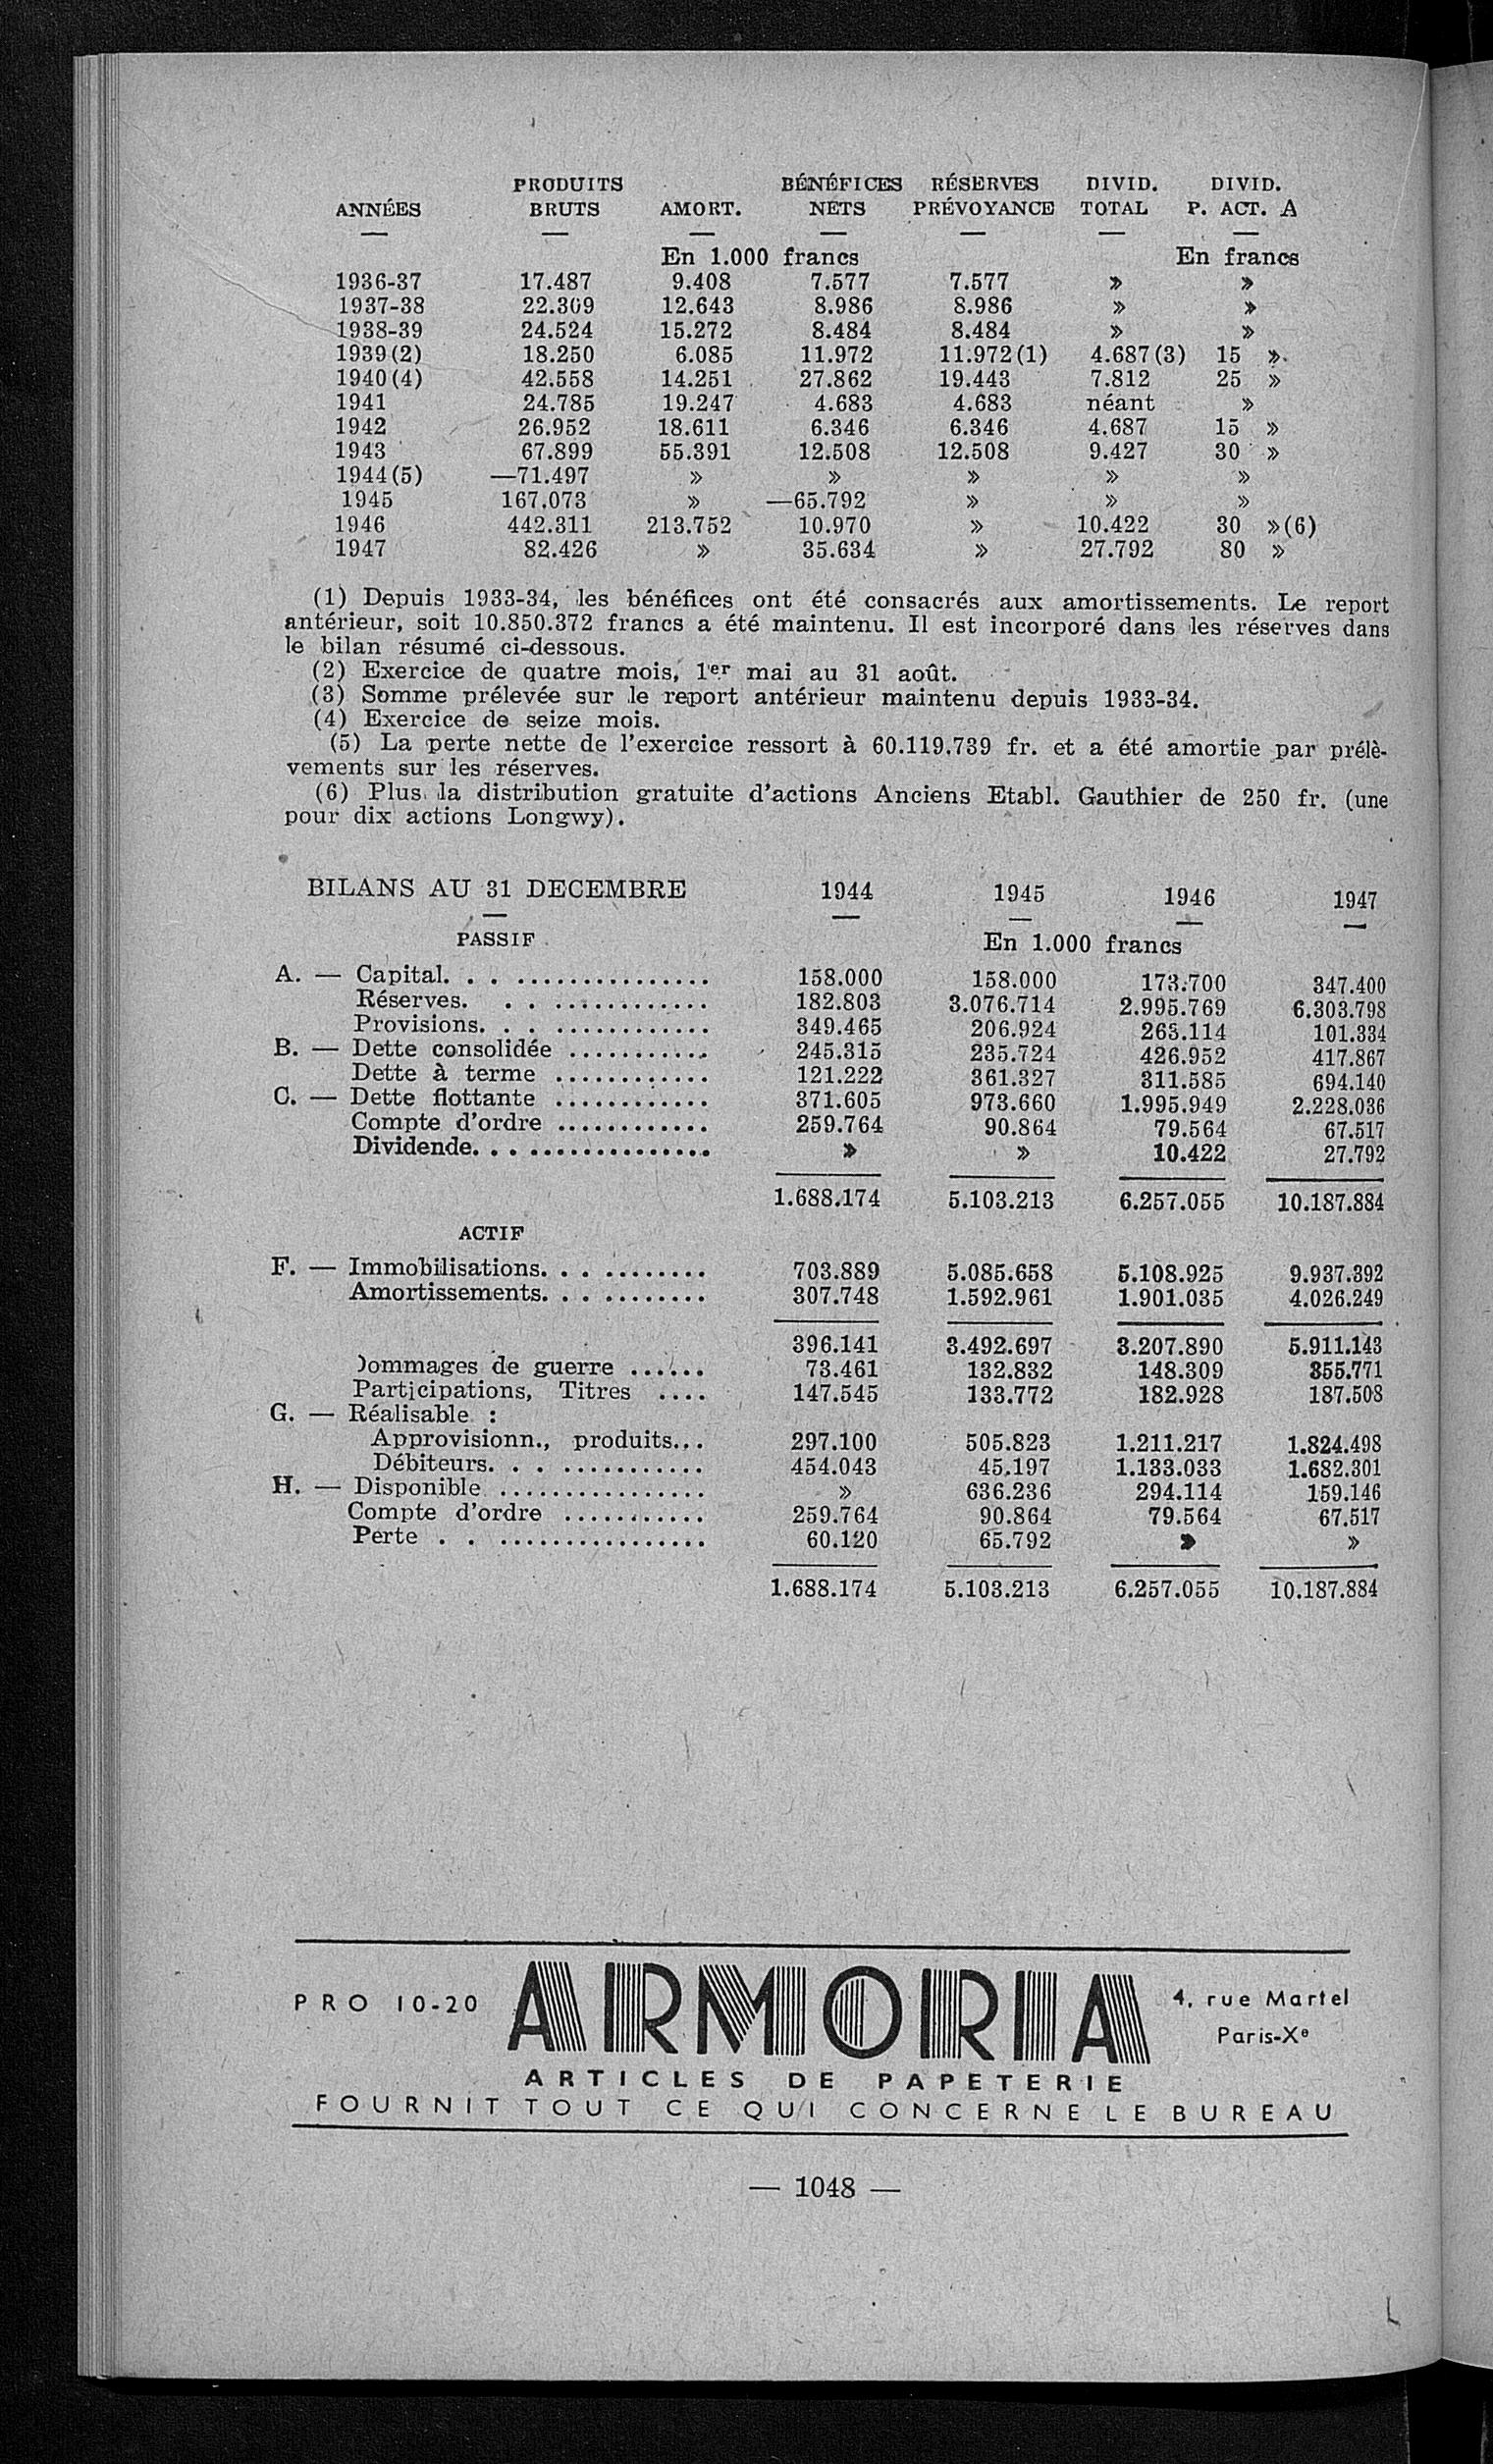 PRODUITS BÉNÉFICES RÉSERVES DIVID. DIVID.
ANNÉES BRUTS AMORT. NETS PRÉVOYANCE TOTAL P. ACT. A
En 1.000 francs En francs
1936-37 17.487 9.408 7.577 7.577 » »
1937-38 22.309 12.643 8.986 8.986 » »
1938-39 24.524 15.272 8.484 8.484 » »
1939(2) 18.250 6.085 11.972 11.972(1) 4.687(3) 15 »
1940(4) 42.558 14.251 27.862 19.443 7.812 25 »
1941 24.785 19.247 4.683 4.683 néant »
1942 26.952 18.611 6.346 6.346 4.687 15 »
1943 67.899 55.391 12.508 12.508 9.427 30 »
1944(5) —71.497 » » » » »
1945 167.073 » —65.792 » » »
1946 442.311 213.752 10.970 » 10.422 30 »(6)
1947 82.426 » 35.634 » 27.792 80 »
(1) Depuis 1933-34, les bénéfices ont été consacrés aux amortissements. Le report
antérieur, soit 10.850.372 francs a été maintenu. Il est incorporé dans les réserves dans
le bilan résumé ci-dessous.
(2) Exercice de quatre mois, 1er mai au 31 août.
(3) Somme prélevée sur le report antérieur maintenu depuis 1933-34.
(4) Exercice de seize mois.
(5) La perte nette de l'exercice ressort à 60.119.739 fr. et a été amortie par prélè-
vements sur les réserves.
(6) Plus la distribution gratuite d'actions Anciens Etabl. Gauthier de 250 fr. (une
pour dix actions Longwy).
BILANS AU 31 DECEMBRE 1944 1945 1946 1947
PASSIF En 1.000 francs
A. — Capital. . . ................ 158.000 158.000 173.700 347.400
Réserves. . . ............. 182.803 3.076.714 2.995.769 6.303.798
Provisions. . . ............ 349.465 206.924 263.114 101.334
B. — Dette consolidée ........... 245.315 235.724 426.952 417.867
Dette à terme ............ 121.222 361.327 311.585 694.140
C. — Dette flottante ............ 371.605 973.660 1.995.949 2.228.036
Compte d'ordre ............ 259.764 90.864 79.564 67.517
Dividende. . . ............... » » 10.422 27.792
1.688.174 5.103.213 6.257.055 10.187.884
ACTIF
F. — Immobilisations. . . .......... 703.889 5.085.658 5.108.925 9.937.392
Amortissements. . . .......... 307.748 1.592.961 1.901.035 4.026.249
396.141 3.492.697 3.207.890 5.911.143
Dommages de guerre ...... 73.461 132.832 148.309 355.771
Participations, Titres .... 147.545 133.772 182.928 187.508
G. — Réalisable :
Approvisionn., produits... 297.100 505.823 1.211.217 1.824.498
Débiteurs. . . ............ 454.043 45.197 1.133.033 1.682.301
H. — Disponible ................ » 636.236 294.114 159.146
Compte d'ordre ........... 259.764 90.864 79.564 67.517
Perte . . ................ 60.120 65.792 » »
1.688.174 5.103.213 6.257.055 10.187.884
PRO 10-20 ARMORIA 4, rue Martel
Paris-Xe
ARTICLES DE PAPETERIE
FOURNIT TOUT CE QUI CONCERNE LE BUREAU
— 1048 —